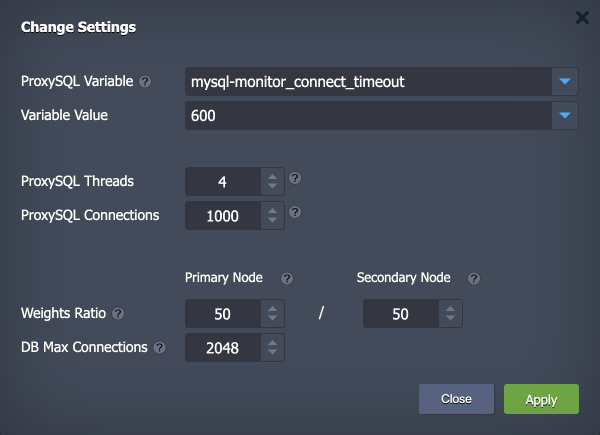 Change Settings
ProxySQL Variable ? mysql-monitor_connect_timeout
Variable Value 600
ProxySQL Threads 4 ?
ProxySQL Connections 1000 ?
Primary Node ? Secondary Node ?
Weights Ratio ? 50 / 50
DB Max Connections ? 2048
Close Apply